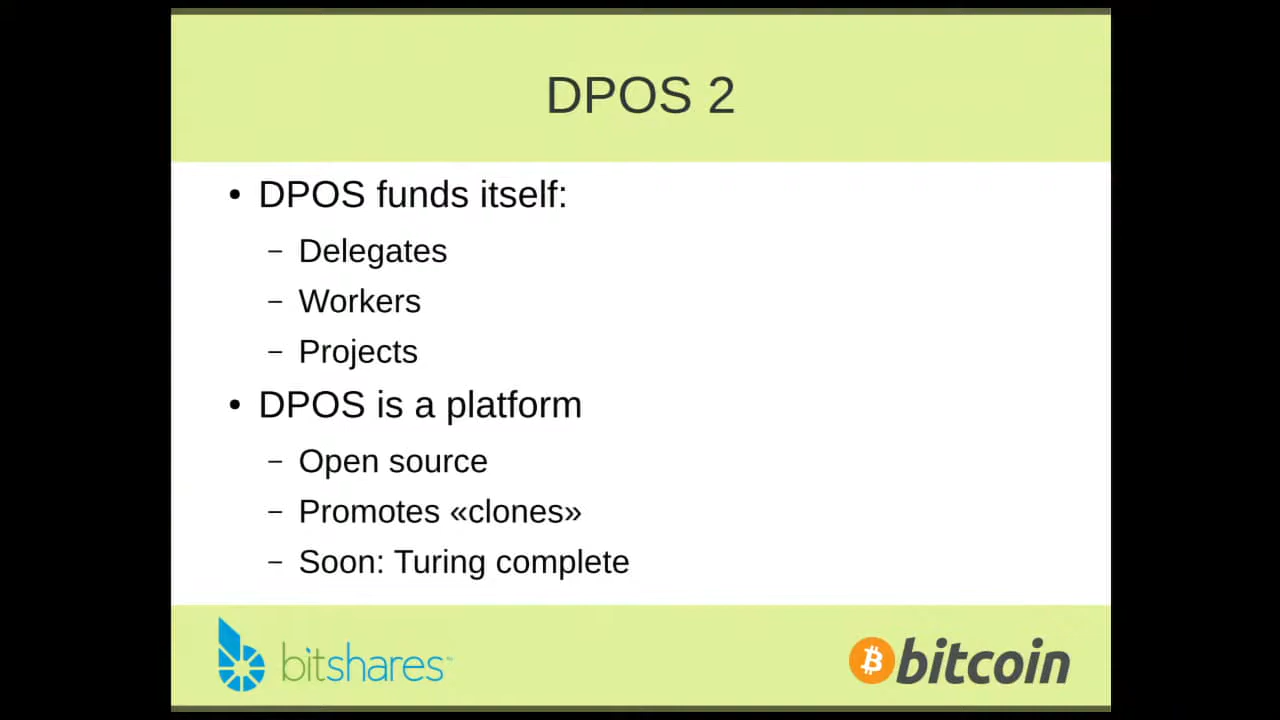 DPOS 2
• DPOS funds itself:
– Delegates
– Workers
– Projects
• DPOS is a platform
– Open source
– Promotes «clones»
– Soon: Turing complete
bitshares™
bitcoin